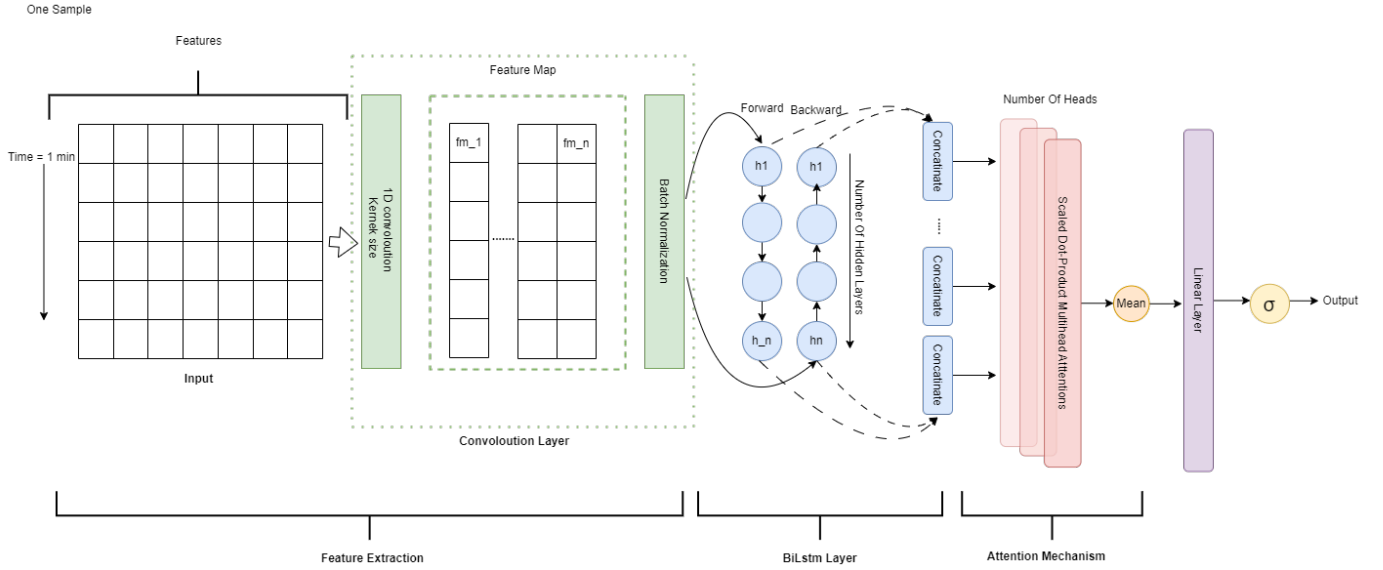 One Sample
Features
Time = 1 min
Input
Feature Map
1D convoloution
Kernek size
fm_1
.......
fm_n
Batch Normalization
Convoloution Layer
Forward
Backward
h1
h1
h_n
hn
Number Of Hidden Layers
Concatinate
....
Concatinate
Concatinate
Number Of Heads
Scaled Dot-Product Multihead Atttentions
Mean
Linear Layer
σ
Output
Feature Extraction
BiLstm Layer
Attention Mechanism